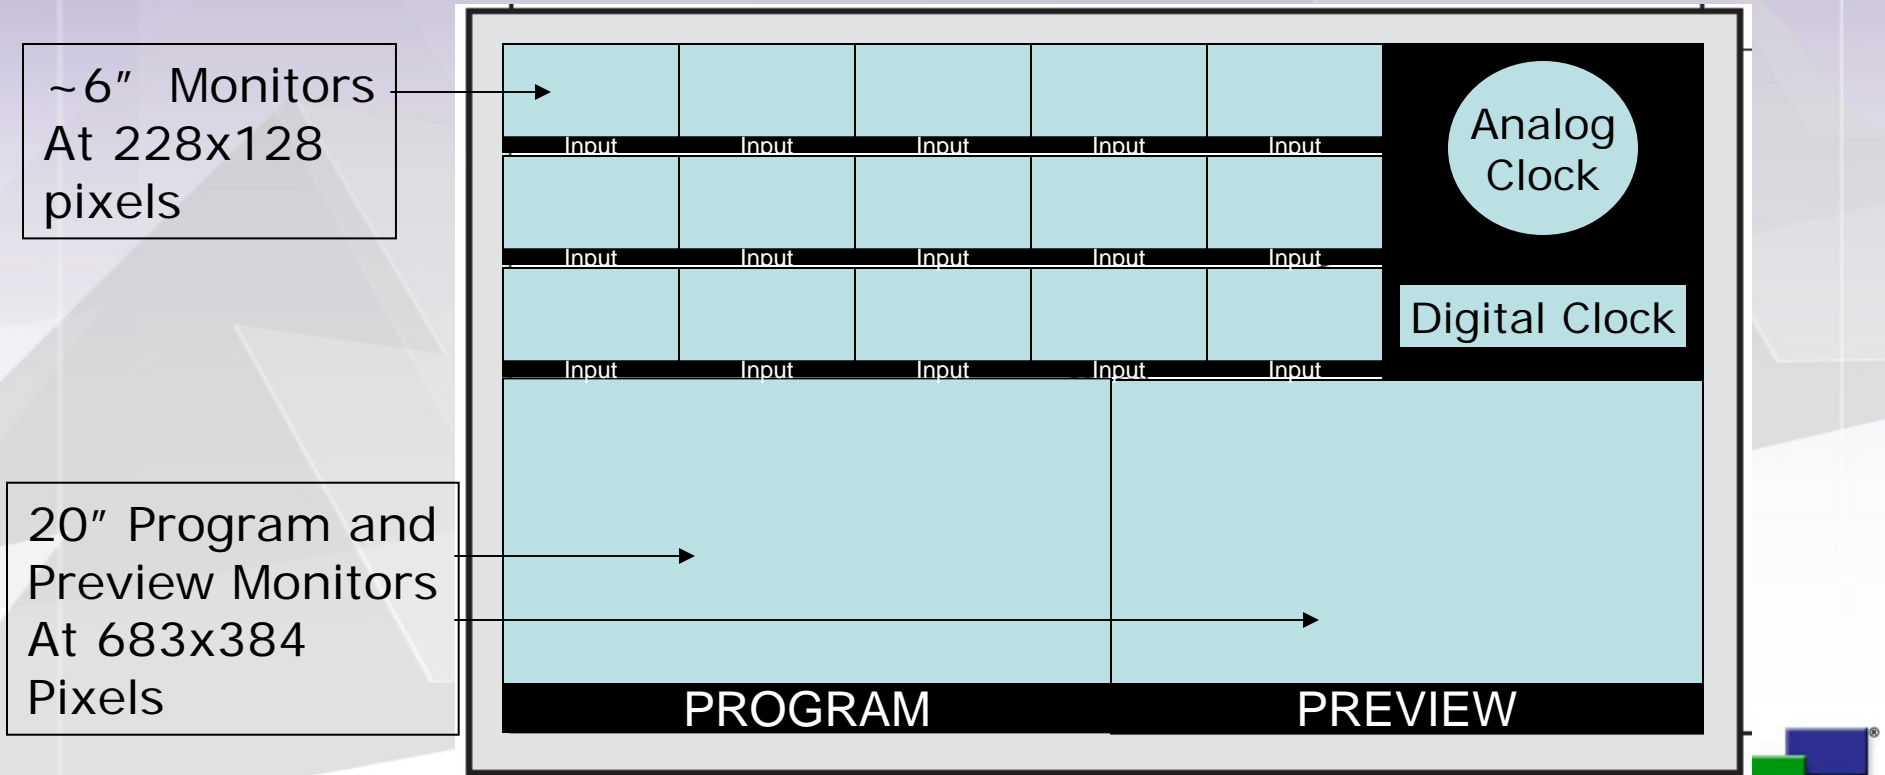 ~6" Monitors
At 228x128
pixels
Input Input Input Input Input
Input Input Input Input Input
Input Input Input Input Input
Analog
Clock
Digital Clock
20" Program and
Preview Monitors
At 683x384
Pixels
PROGRAM PREVIEW
®